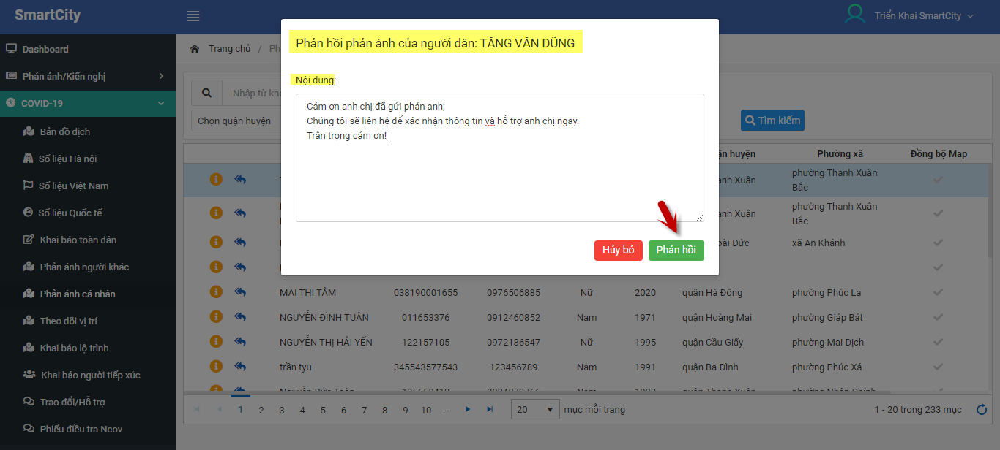 SmartCity
Triển Khai SmartCity
Dashboard
Phản ánh/Kiến nghị
COVID-19
Bản đồ dịch
Số liệu Hà nội
Số liệu Việt Nam
Số liệu Quốc tế
Khai báo toàn dân
Phản ánh người khác
Phản ánh cá nhân
Theo dõi vị trí
Khai báo lộ trình
Khai báo người tiếp xúc
Trao đổi/Hỗ trợ
Phiếu điều tra Ncov
Trang chủ / Ph
Nhập từ khó
Chọn quận huyện
Tìm kiếm
Phản hồi phản ánh của người dân: TĂNG VĂN DŨNG
Nội dung:
Cảm ơn anh chị đã gửi phản anh;
Chúng tôi sẽ liên hệ để xác nhận thông tin và hỗ trợ anh chị ngay.
Trân trọng cảm ơn!
Hủy bỏ Phản hồi
huyện Phường xã Đồng bộ Map
Xuân phường Thanh Xuân
Bắc
Xuân phường Thanh Xuân
Bắc
Đức xã An Khánh
MAI THỊ TÂM 038190001655 0976506885 Nữ 2020 quận Hà Đông phường Phúc La
NGUYỄN ĐÌNH TUÂN 011653376 0912460852 Nam 1971 quận Hoàng Mai phường Giáp Bát
NGUYỄN THỊ HẢI YẾN 122157105 0972136547 Nữ 1995 quận Cầu Giấy phường Mai Dịch
trần tyu 345543577543 123456789 Nam 1991 quận Ba Đình phường Phúc Xá
1 2 3 4 5 6 7 8 9 10 ... 20 mục mỗi trang 1 - 20 trong 233 mục